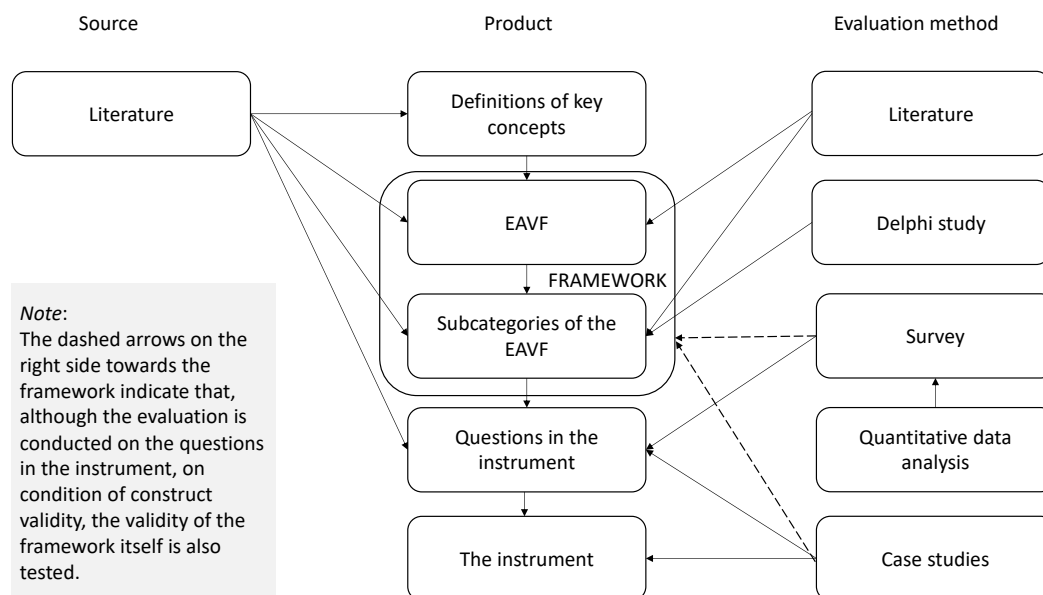 Source
Product
Evaluation method
Literature
Definitions of key
concepts
Literature
EAVF
Delphi study
FRAMEWORK
Subcategories of the
EAVF
Survey
Note:
The dashed arrows on the
right side towards the
framework indicate that,
although the evaluation is
conducted on the questions
in the instrument, on
condition of construct
validity, the validity of the
framework itself is also
tested.
Questions in the
instrument
Quantitative data
analysis
The instrument
Case studies